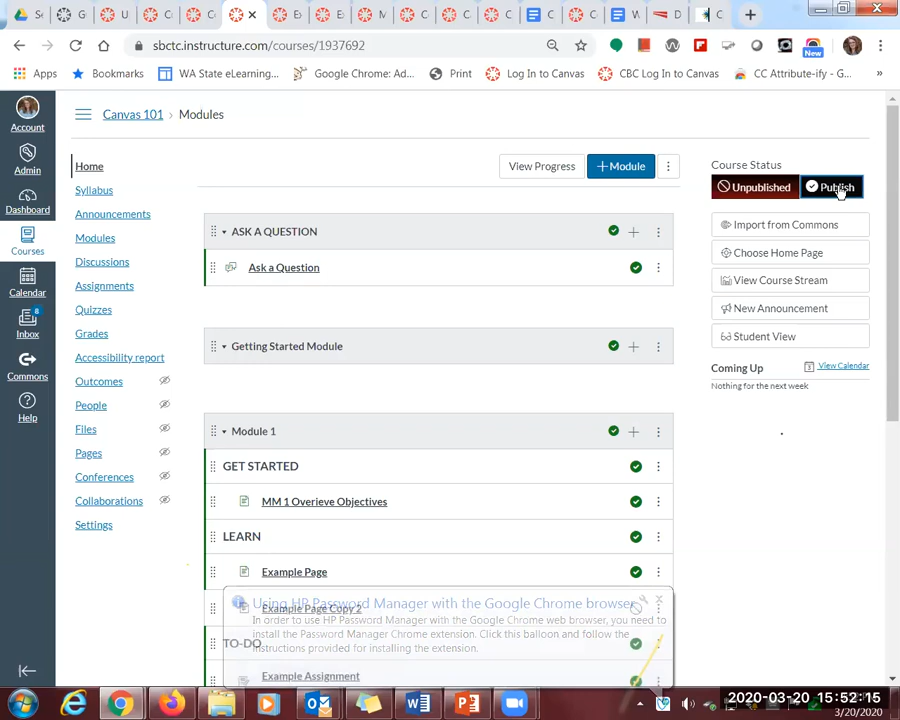 Se
G
U
C
C
Ex
Ex
M
C
C
C
C
C
W
D
C
sbctc.instructure.com/courses/1937692
New
Apps
Bookmarks
WA State eLearning...
Google Chrome: Ad...
Print
Log In to Canvas
CBC Log In to Canvas
CC Attribute-ify - G...
»
Account
Admin
Dashboard
Courses
Calendar
8
Inbox
Commons
Help
Canvas 101 › Modules
Home
Syllabus
Announcements
Modules
Discussions
Assignments
Quizzes
Grades
Accessibility report
Outcomes
People
Files
Pages
Conferences
Collaborations
Settings
View Progress
+ Module
ASK A QUESTION
Ask a Question
Getting Started Module
Module 1
GET STARTED
MM 1 Overieve Objectives
LEARN
Example Page
Example Page Copy 2
TO-DO
Example Assignment
Using HP Password Manager with the Google Chrome browser
In order to use HP Password Manager with the Google Chrome web browser, you need to
install the Password Manager Chrome extension. Click this balloon and follow the
instructions provided for installing the extension.
Course Status
Unpublished
Publish
Import from Commons
Choose Home Page
View Course Stream
New Announcement
Student View
Coming Up
View Calendar
Nothing for the next week
2020-03-20 15:52:15
3/20/2020